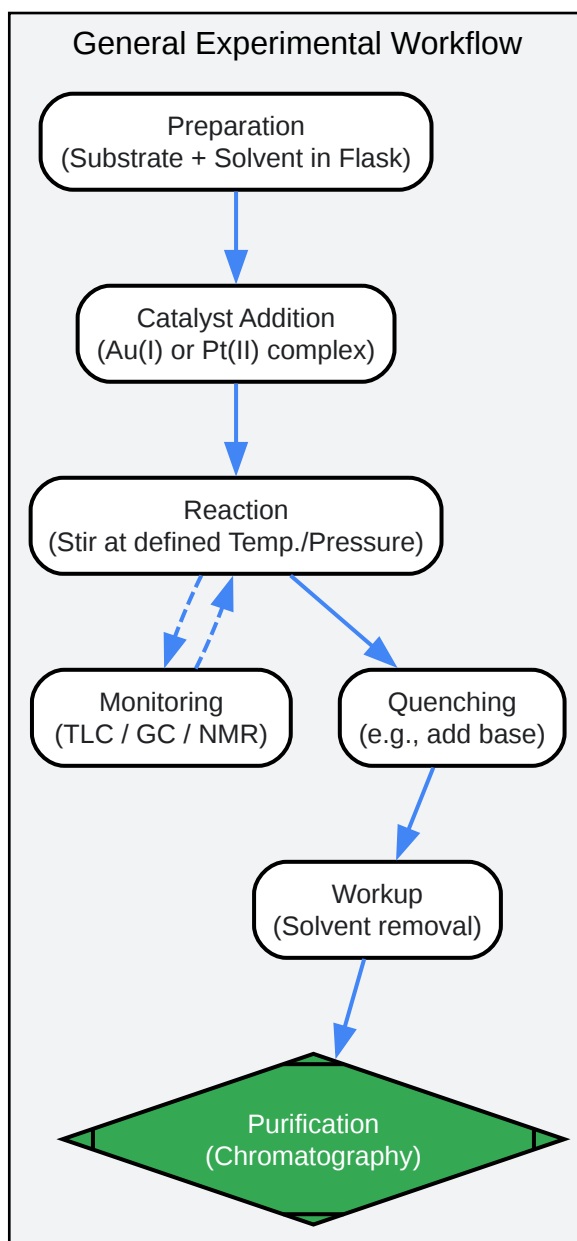 General Experimental Workflow
Preparation
(Substrate + Solvent in Flask)
Catalyst Addition
(Au(I) or Pt(II) complex)
Reaction
(Stir at defined Temp./Pressure)
Monitoring
(TLC / GC / NMR)
Quenching
(e.g., add base)
Workup
(Solvent removal)
Purification
(Chromatography)